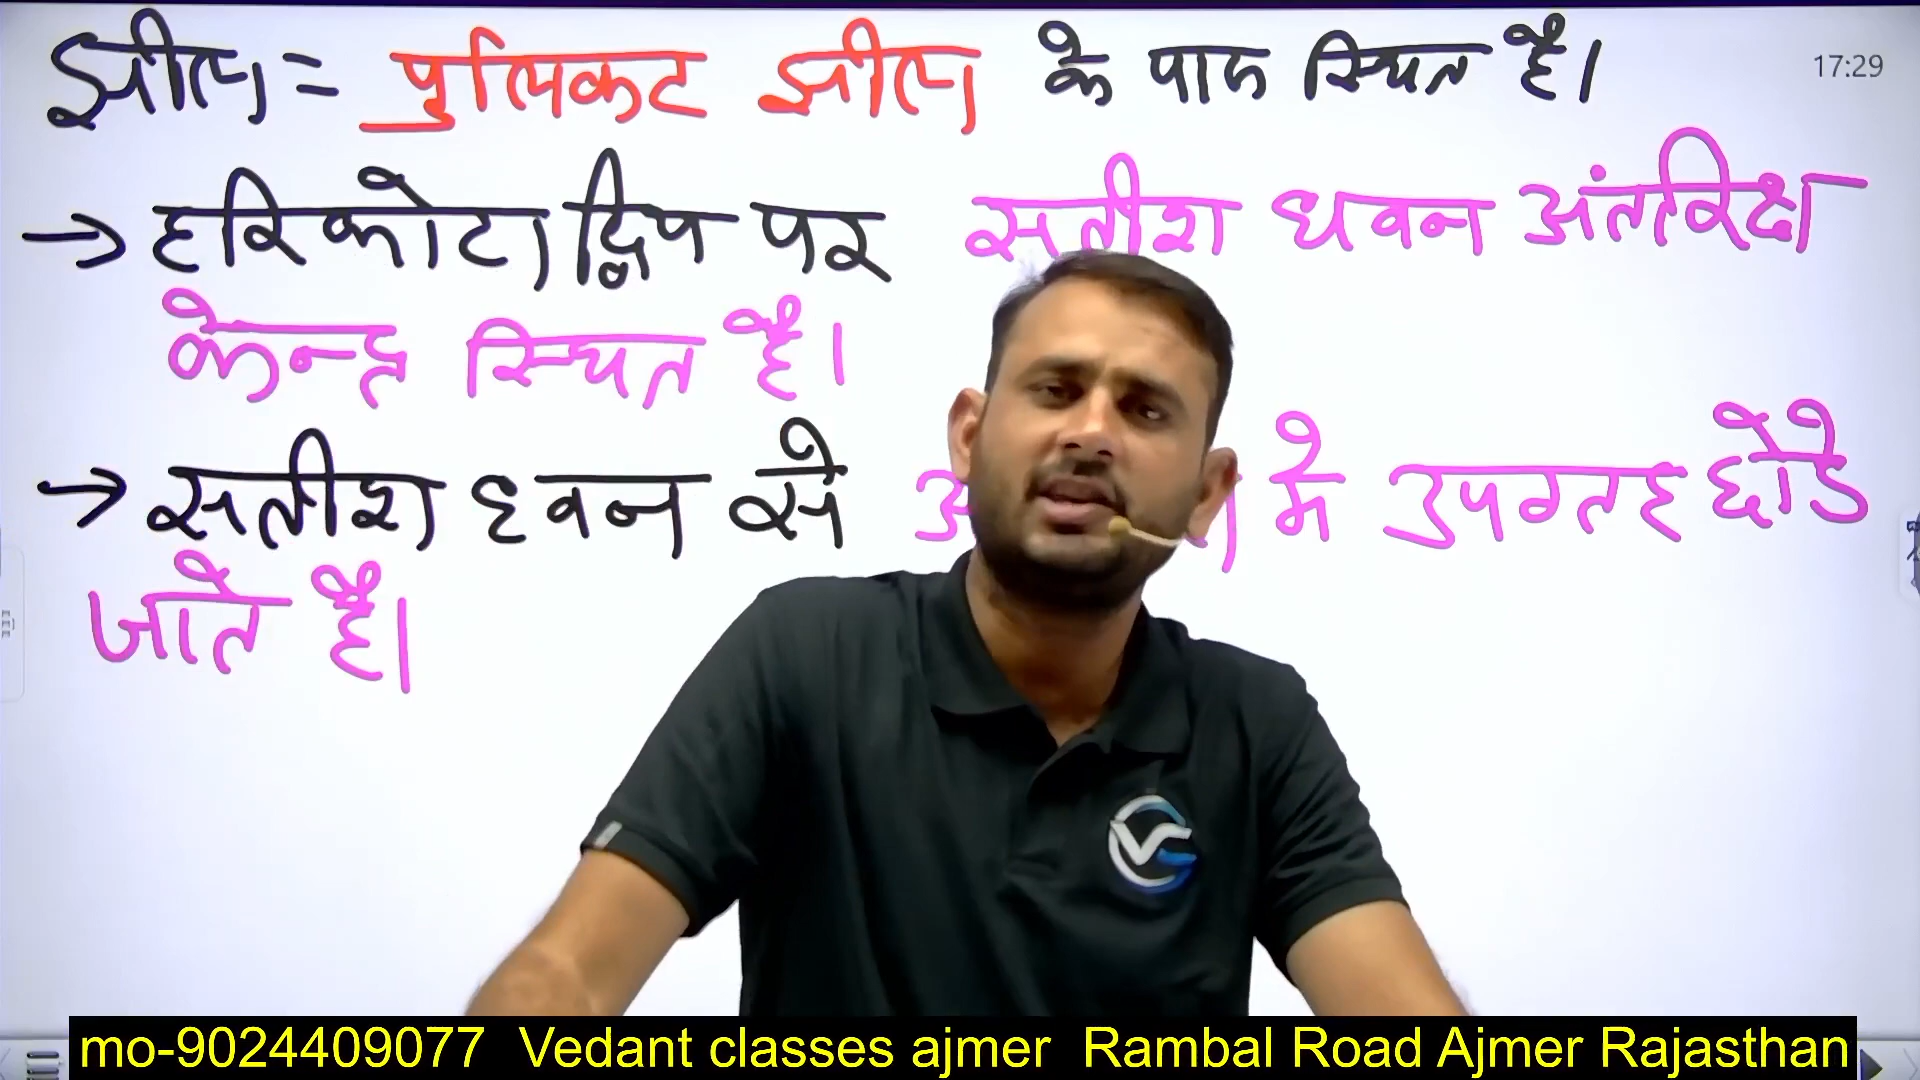 झील = पुलिकट झील के पास स्थित है।
17:29
→ हरिकोटा द्विप पर सतीश धवन अंतरिक्ष
केन्द्र स्थित है।
→ सतीश धवन से में उपग्रह छोडे
जाते है।
mo-9024409077 Vedant classes ajmer Rambal Road Ajmer Rajasthan